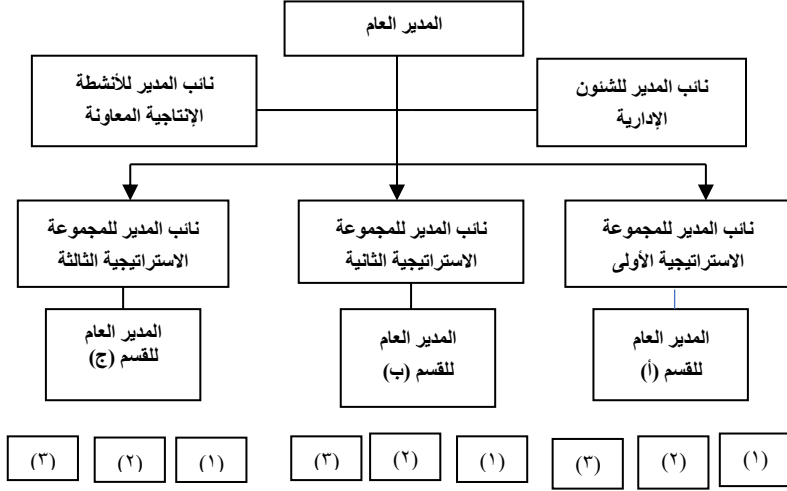 المدير العام
نائب المدير للشئون
الإدارية
نائب المدير للأنشطة
الإنتاجية المعاونة
نائب المدير للمجموعة
الاستراتيجية الأولى
نائب المدير للمجموعة
الاستراتيجية الثانية
نائب المدير للمجموعة
الاستراتيجية الثالثة
المدير العام
للقسم (أ)
المدير العام
للقسم (ب)
المدير العام
للقسم (ج)
(١)
(٢)
(٣)
(١)
(٢)
(٣)
(١)
(٢)
(٣)